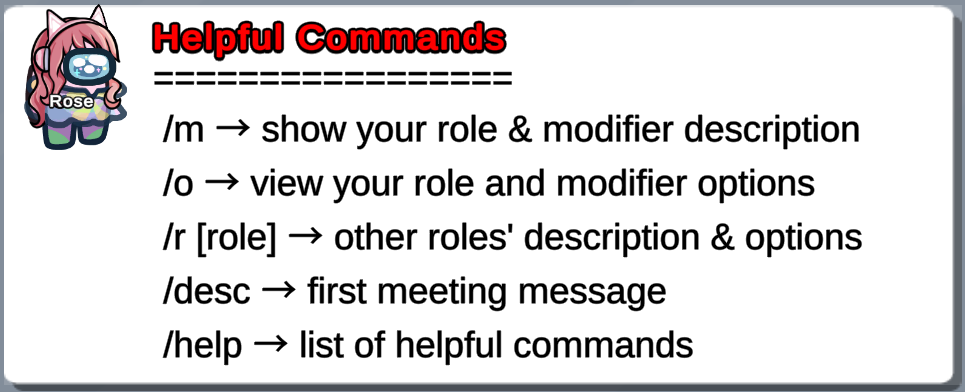 Helpful Commands
=================
Rose
/m → show your role & modifier description
/o → view your role and modifier options
/r [role] → other roles' description & options
/desc → first meeting message
/help → list of helpful commands